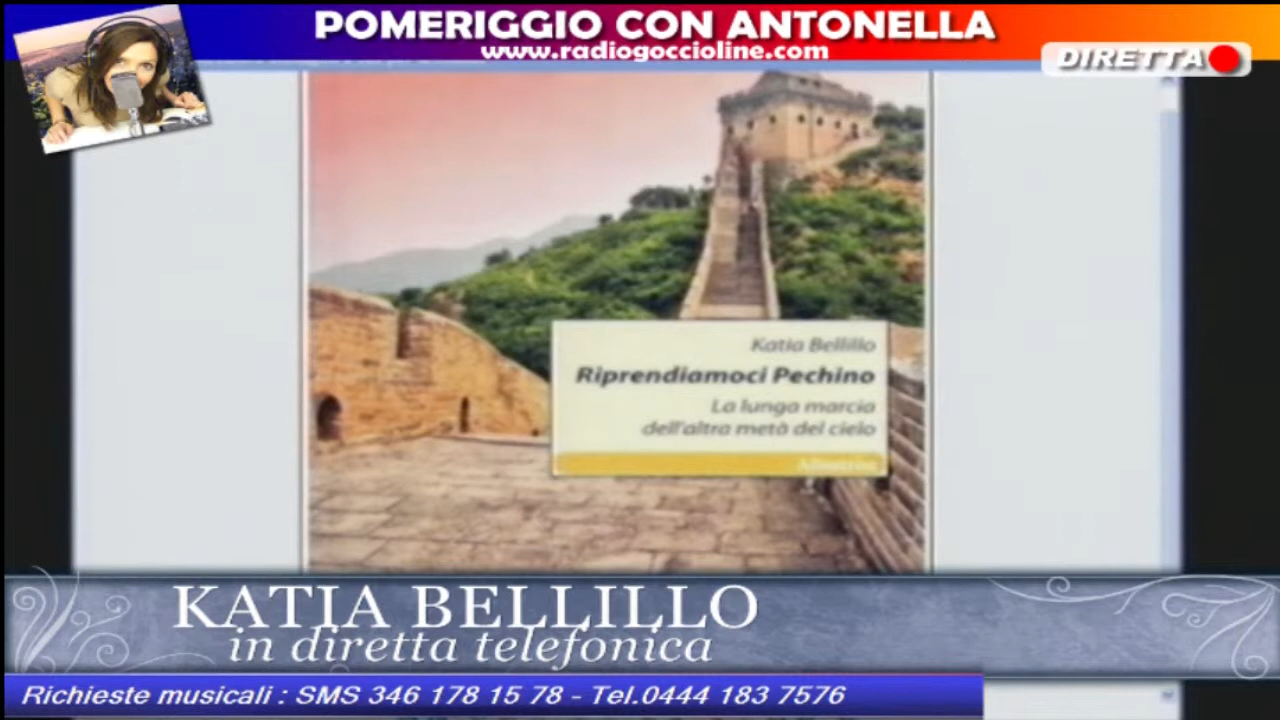 POMERIGGIO CON ANTONELLA
www.radiogoccioline.com
DIRETTA
Katia Bellillo
Riprendiamoci Pechino
La lunga marcia
dell'altra metà del cielo
KATIA BELLILLO
in diretta telefonica
Richieste musicali : SMS 346 178 15 78 - Tel.0444 183 7576